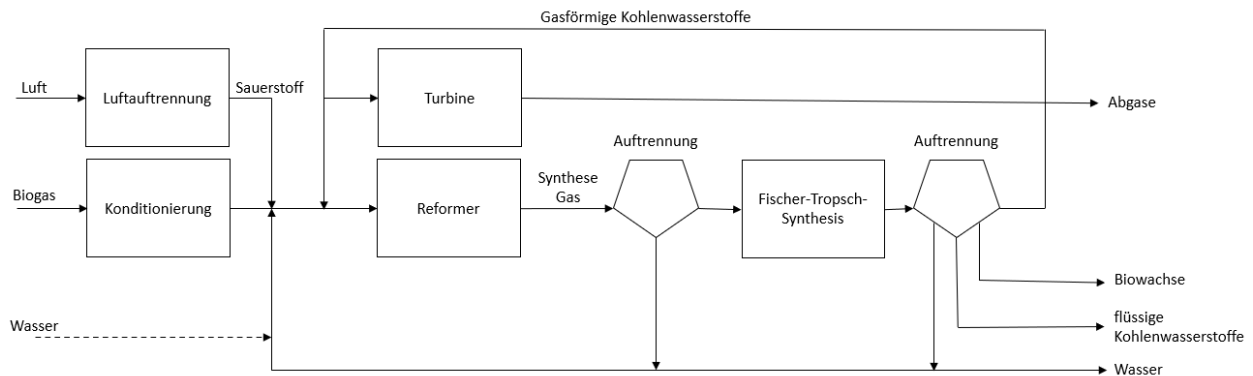 Gasförmige Kohlenwasserstoffe
Luft
Luftauftrennung
Sauerstoff
Turbine
Abgase
Auftrennung
Auftrennung
Biogas
Konditionierung
Reformer
Synthese
Gas
Fischer-Tropsch-
Synthesis
Biowachse
flüssige
Kohlenwasserstoffe
Wasser
Wasser